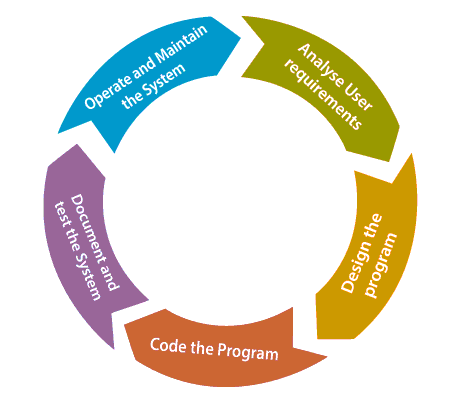 Analyse User
requirements
Design the
program
Code the Program
Document and
test the System
Operate and Maintain
the System